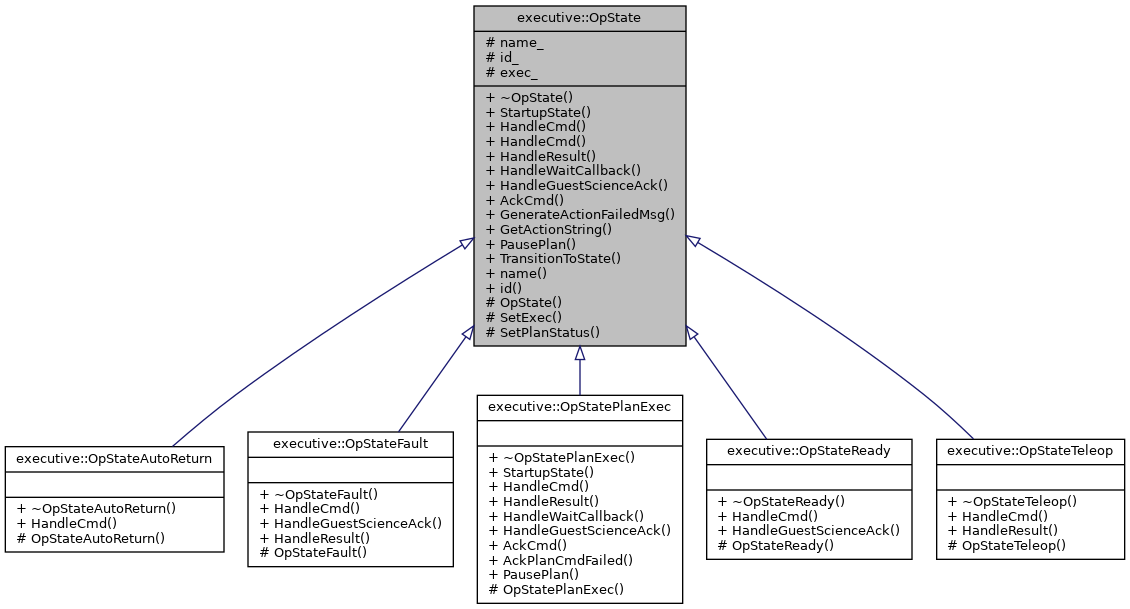 executive::OpState
# name_
# id_
# exec_
+ ~OpState()
+ StartupState()
+ HandleCmd()
+ HandleCmd()
+ HandleResult()
+ HandleWaitCallback()
+ HandleGuestScienceAck()
+ AckCmd()
+ GenerateActionFailedMsg()
+ GetActionString()
+ PausePlan()
+ TransitionToState()
+ name()
+ id()
# OpState()
# SetExec()
# SetPlanStatus()
executive::OpStateAutoReturn
+ ~OpStateAutoReturn()
+ HandleCmd()
# OpStateAutoReturn()
executive::OpStateFault
+ ~OpStateFault()
+ HandleCmd()
+ HandleGuestScienceAck()
+ HandleResult()
# OpStateFault()
executive::OpStatePlanExec
+ ~OpStatePlanExec()
+ StartupState()
+ HandleCmd()
+ HandleResult()
+ HandleWaitCallback()
+ HandleGuestScienceAck()
+ AckCmd()
+ AckPlanCmdFailed()
+ PausePlan()
# OpStatePlanExec()
executive::OpStateReady
+ ~OpStateReady()
+ HandleCmd()
+ HandleGuestScienceAck()
# OpStateReady()
executive::OpStateTeleop
+ ~OpStateTeleop()
+ HandleCmd()
+ HandleResult()
# OpStateTeleop()